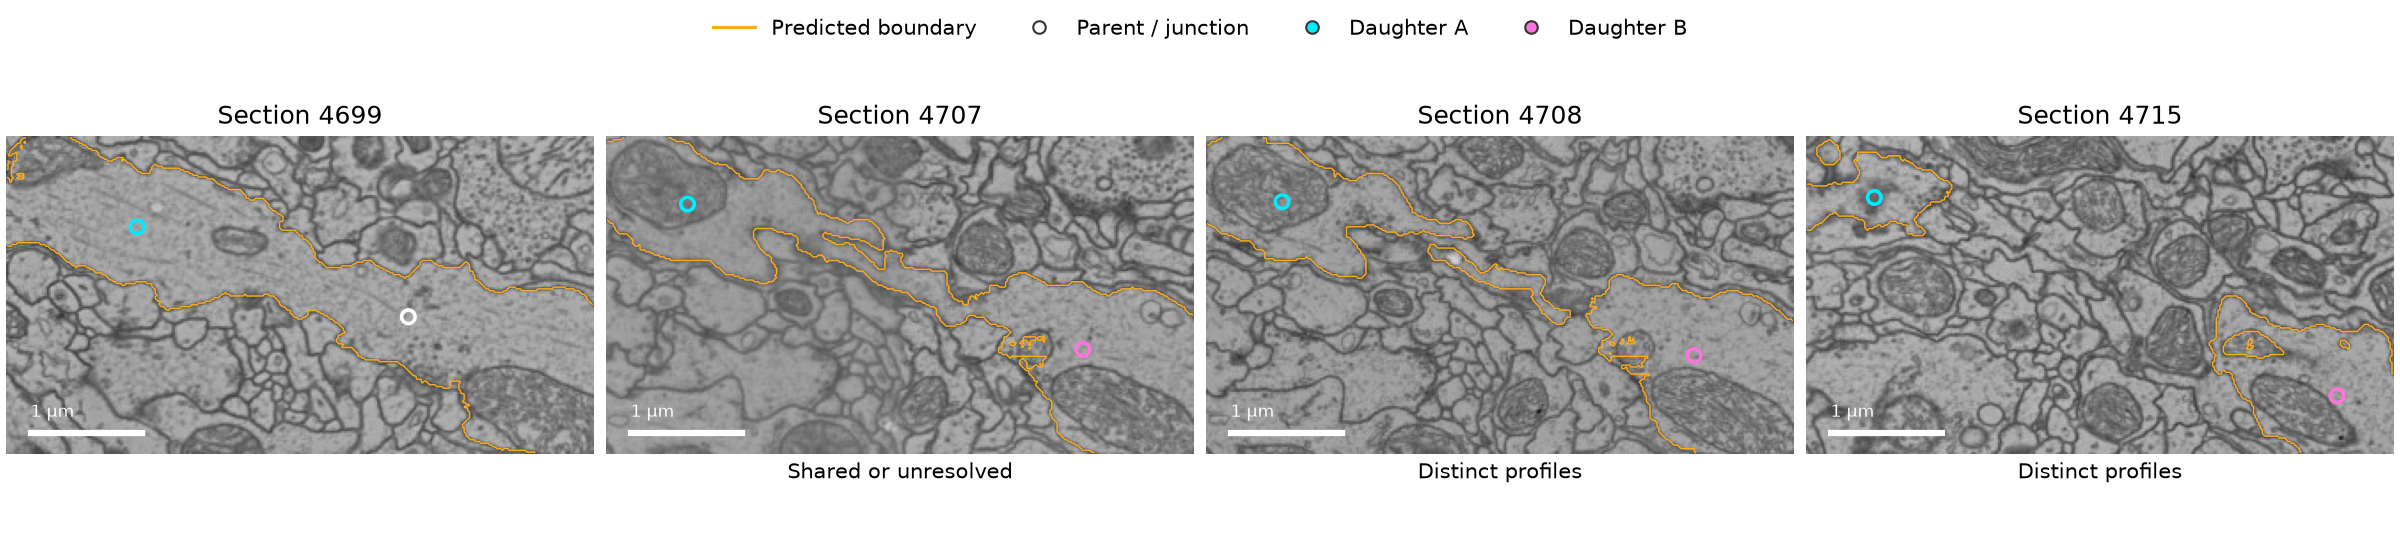 Predicted boundary
Parent / junction
Daughter A
Daughter B
Section 4699
Section 4707
Section 4708
Section 4715
1 µm
1 µm
1 µm
1 µm
Shared or unresolved
Distinct profiles
Distinct profiles